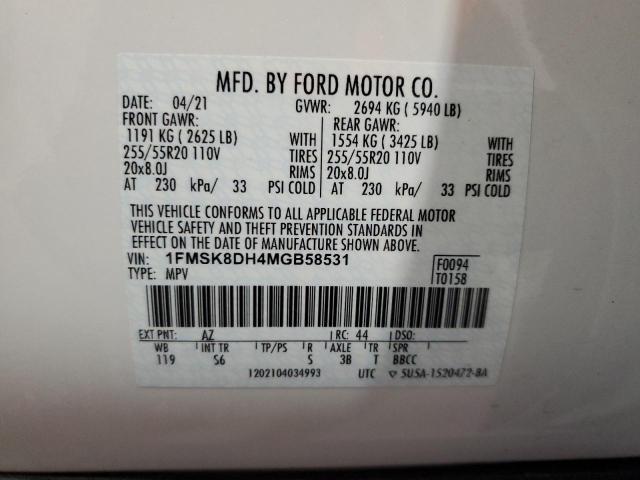 MFD. BY FORD MOTOR CO.
DATE: 04/21 GVWR: 2694 KG ( 5940 LB)
FRONT GAWR: REAR GAWR:
1191 KG ( 2625 LB) WITH 1554 KG ( 3425 LB) WITH
255/55R20 110V TIRES 255/55R20 110V TIRES
20x8.0J RIMS 20x8.0J RIMS
AT 230 kPa/ 33 PSI COLD AT 230 kPa/ 33 PSI COLD
THIS VEHICLE CONFORMS TO ALL APPLICABLE FEDERAL MOTOR
VEHICLE SAFETY AND THEFT PREVENTION STANDARDS IN
EFFECT ON THE DATE OF MANUFACTURE SHOWN ABOVE.
VIN: 1FMSK8DH4MGB58531 F0094
TYPE: MPV T0158
EXT PNT: AZ RC: 44 DSO:
WB INT TR TP/PS R AXLE TR SPR
119 S6 S 3B T BBCC
1202104034993 UTC 5U5A-1520472-BA